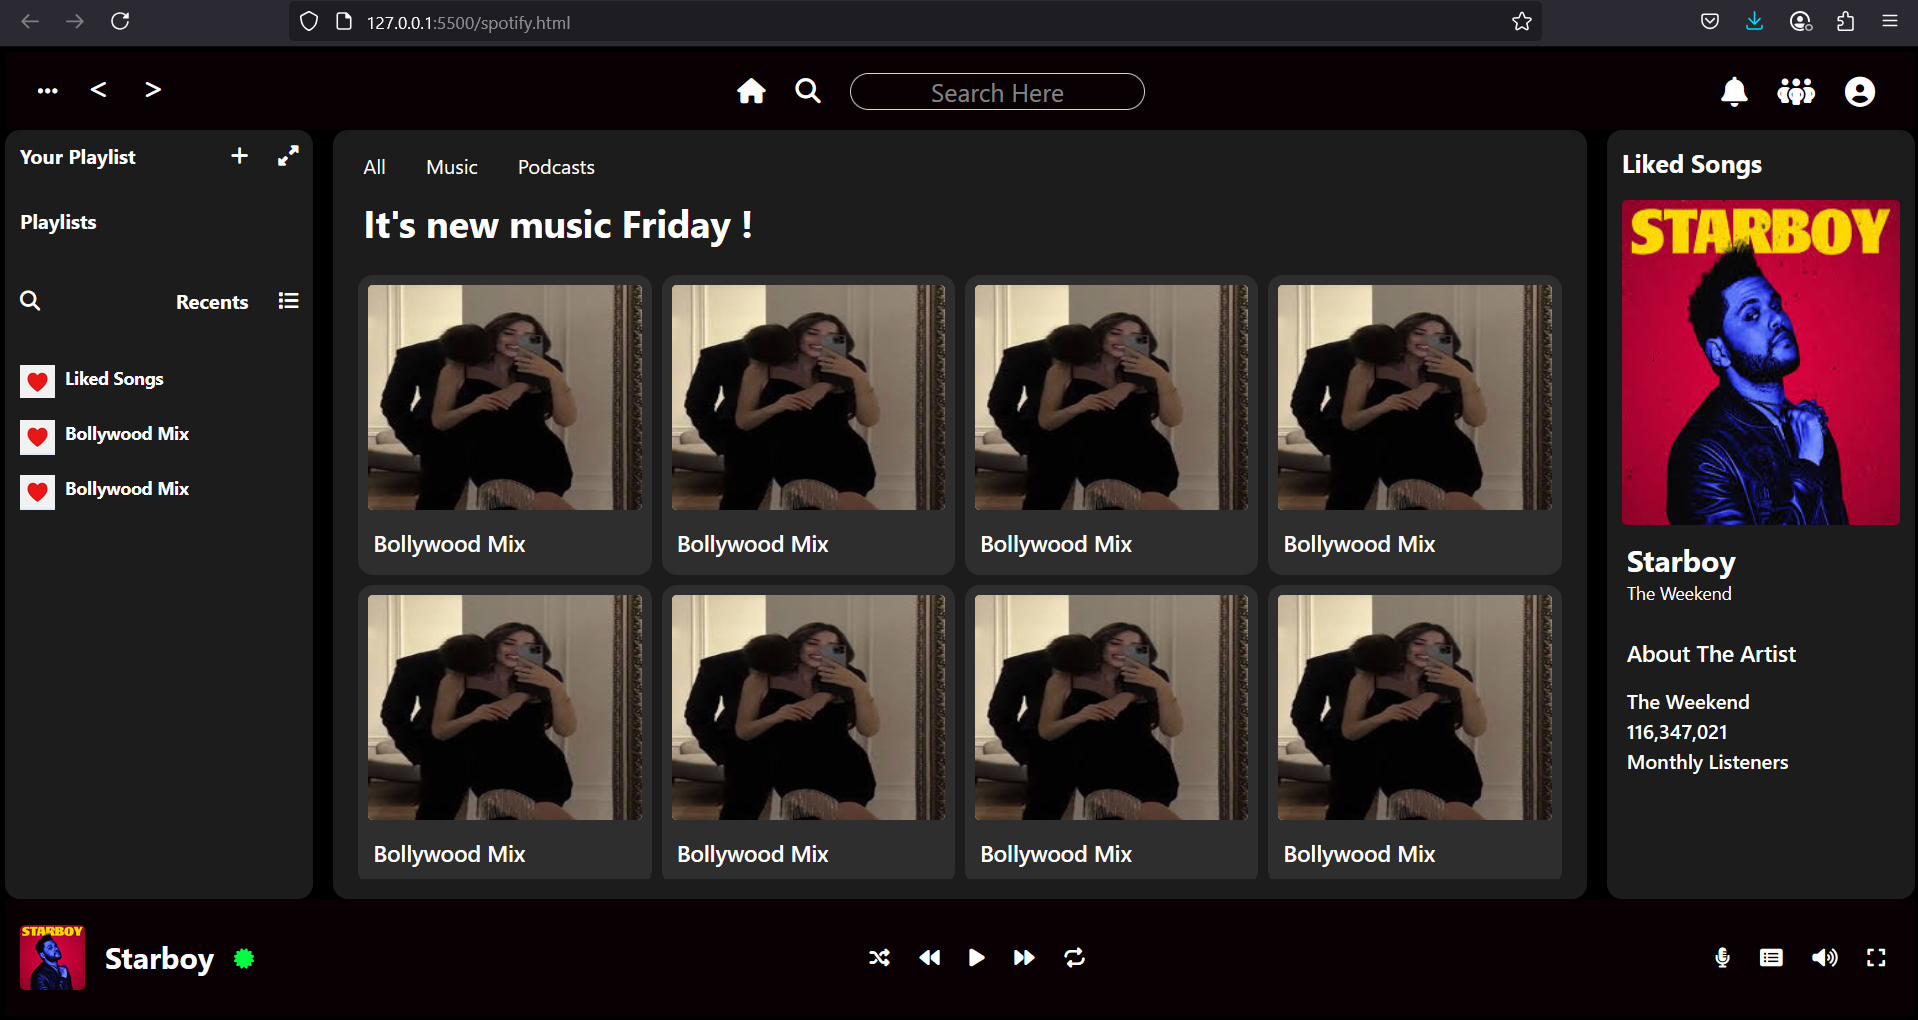 127.0.0.1:5500/spotify.html
Search Here
Your Playlist
Playlists
Recents
Liked Songs
Bollywood Mix
Bollywood Mix
All Music Podcasts
It's new music Friday !
Bollywood Mix
Bollywood Mix
Bollywood Mix
Bollywood Mix
Bollywood Mix
Bollywood Mix
Bollywood Mix
Bollywood Mix
Liked Songs
STARBOY
Starboy
The Weekend
About The Artist
The Weekend
116,347,021
Monthly Listeners
STARBOY
Starboy